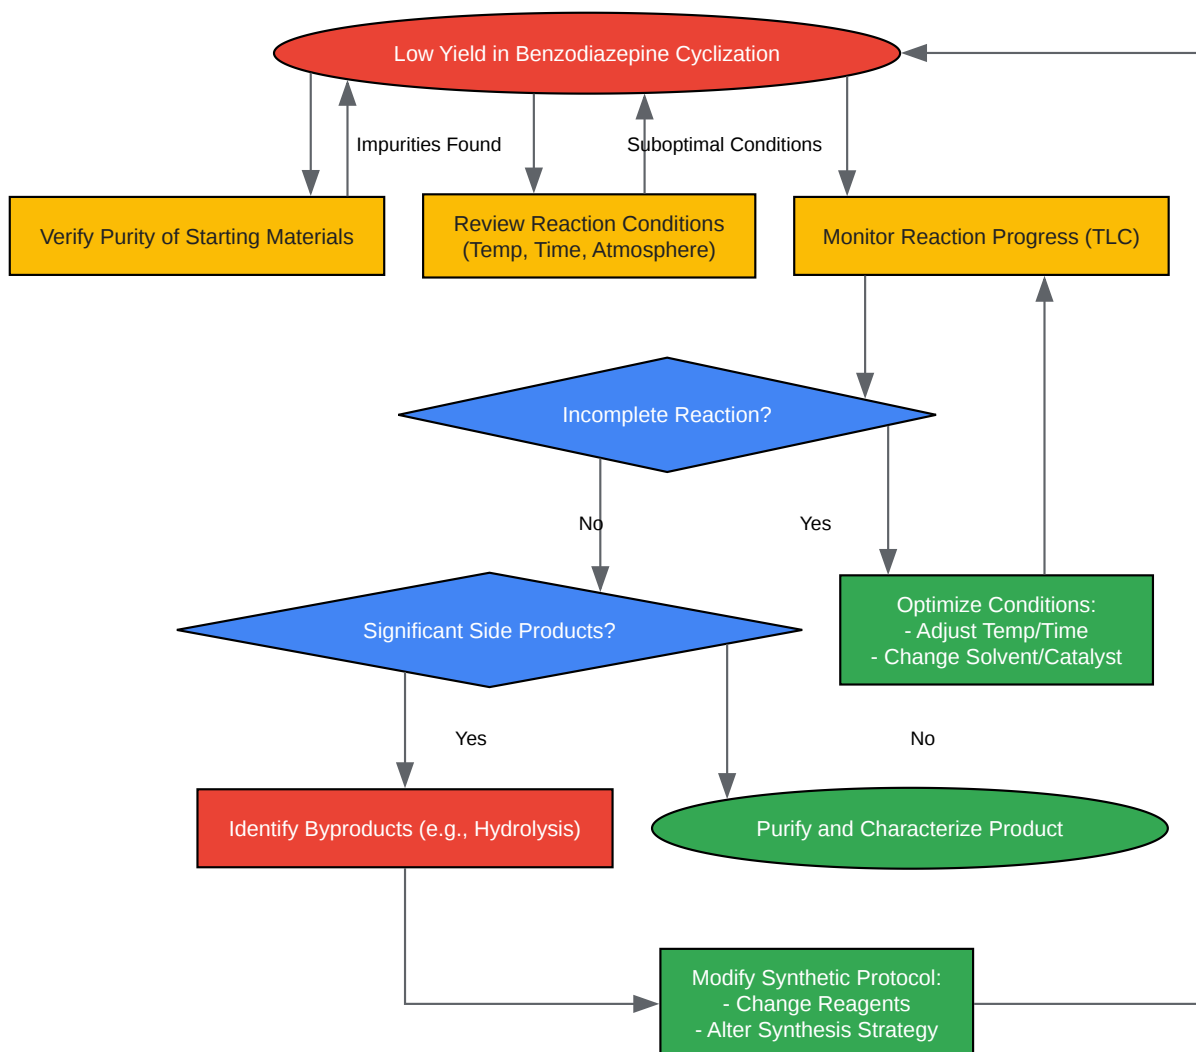 Low Yield in Benzodiazepine Cyclization
Impurities Found
Suboptimal Conditions
Verify Purity of Starting Materials
Review Reaction Conditions
(Temp, Time, Atmosphere)
Monitor Reaction Progress (TLC)
Incomplete Reaction?
No
Yes
Significant Side Products?
Optimize Conditions:
- Adjust Temp/Time
- Change Solvent/Catalyst
Yes
No
Identify Byproducts (e.g., Hydrolysis)
Purify and Characterize Product
Modify Synthetic Protocol:
- Change Reagents
- Alter Synthesis Strategy